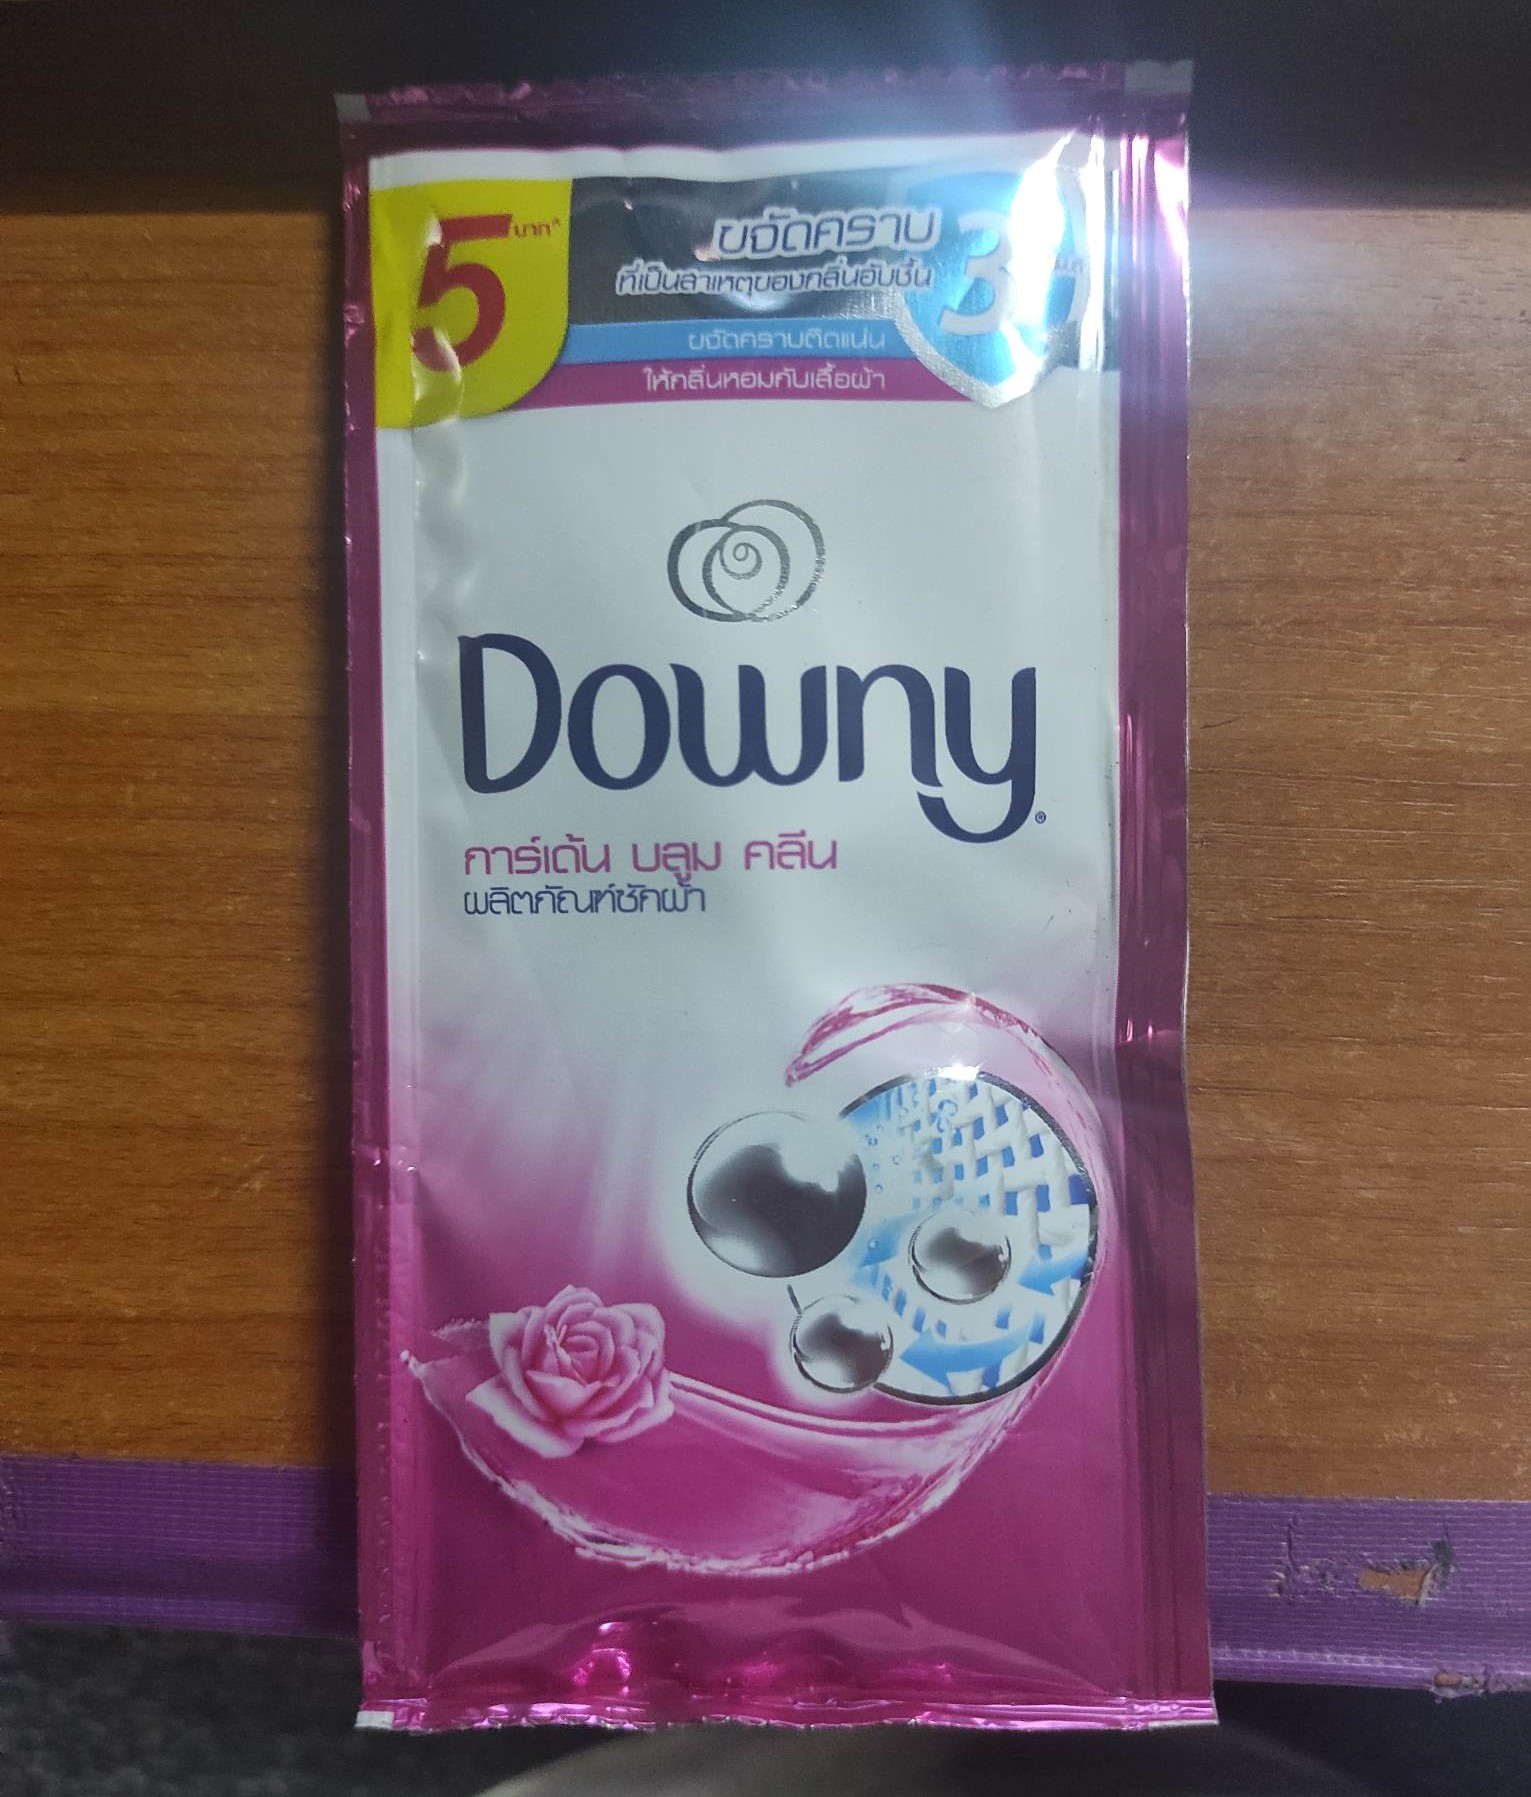 5 บาท*
ขจัดคราบ
ที่เป็นสาเหตุของกลิ่นอับชื้น
3
ขจัดคราบติดแน่น
ให้กลิ่นหอมกับเสื้อผ้า
Downy®
การ์เด้น บลูม คลีน
ผลิตภัณฑ์ซักผ้า